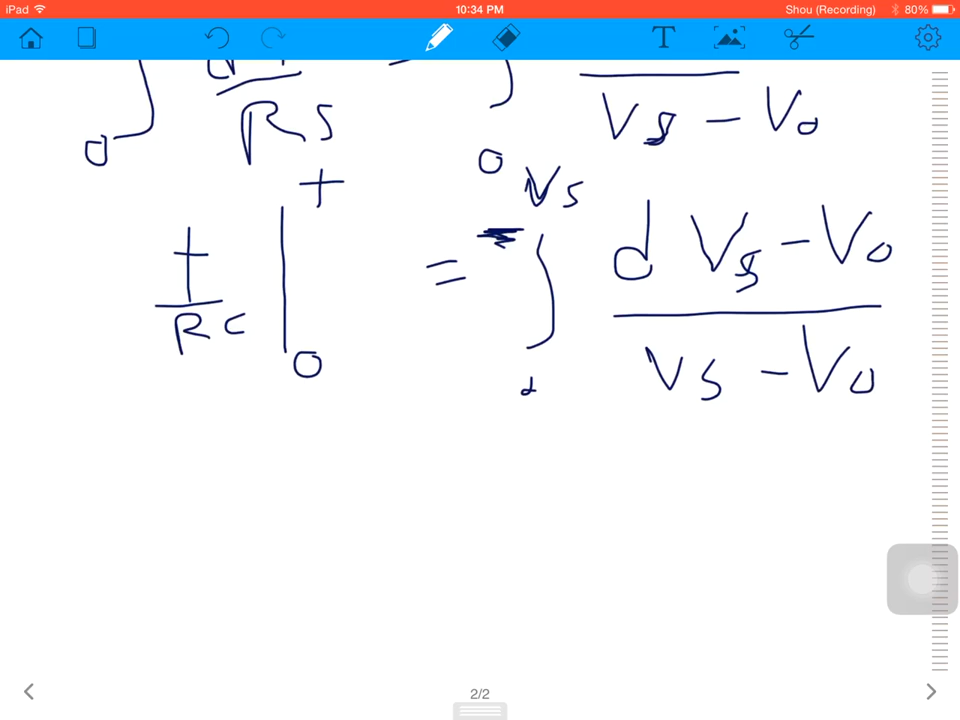 iPad 10:34 PM Shou (Recording) 80%
T
∫ = ∫
0 RS 0 Vs - Vo
t/RC |₀ᵗ = ∫ Vs d Vs - Vo / Vs - Vo
2/2